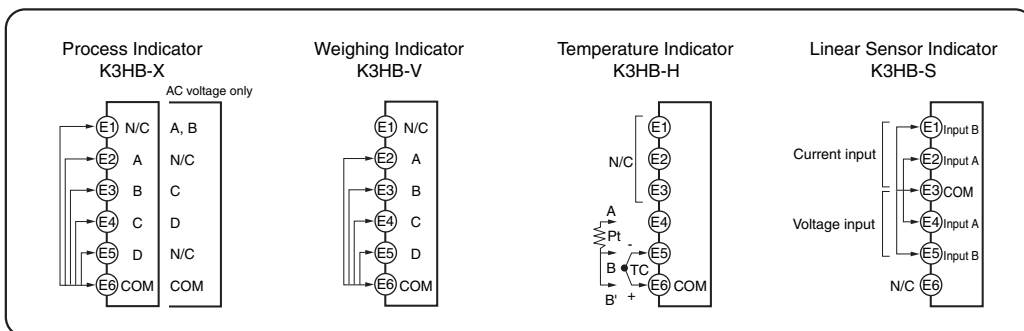 Process Indicator
K3HB-X
AC voltage only
E1 N/C A, B
E2 A N/C
E3 B C
E4 C D
E5 D N/C
E6 COM COM
Weighing Indicator
K3HB-V
E1 N/C
E2 A
E3 B
E4 C
E5 D
E6 COM
Temperature Indicator
K3HB-H
E1
N/C E2
E3
A E4
Pt
- E5
B TC
B' + E6 COM
Linear Sensor Indicator
K3HB-S
E1 Input B
Current input
E2 Input A
E3 COM
Voltage input
E4 Input A
E5 Input B
N/C E6